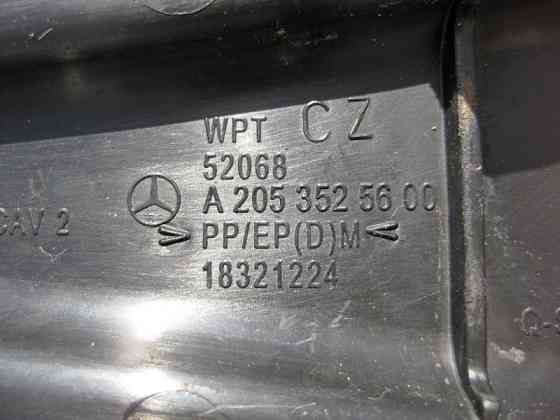 WPT CZ
52068
A 205 352 56 00
CAV 2
>PP/EP(D)M<
18321224